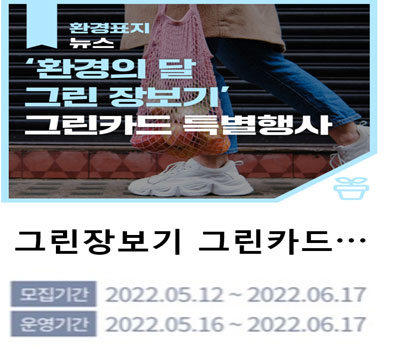 환경표지
뉴스
‘환경의 달
그린 장보기’
그린카드 특별행사
그린장보기 그린카드…
모집기간 2022.05.12 ~ 2022.06.17
운영기간 2022.05.16 ~ 2022.06.17